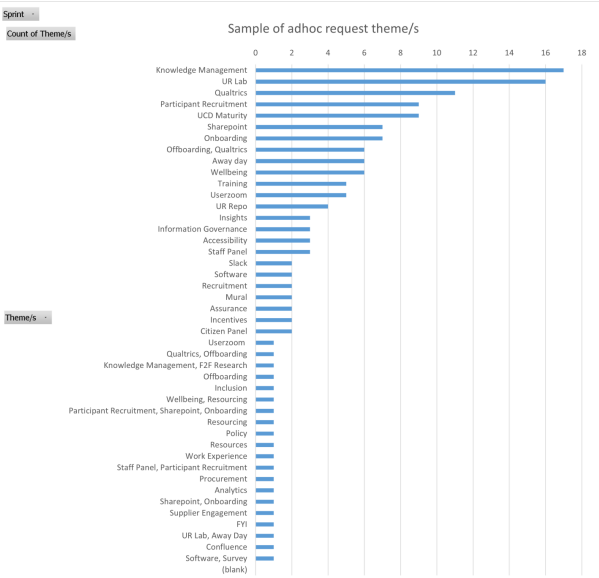 Sprint
Count of Theme/s
Sample of adhoc request theme/s
0 2 4 6 8 10 12 14 16 18
Knowledge Management
UR Lab
Qualtrics
Participant Recruitment
UCD Maturity
Sharepoint
Onboarding
Offboarding, Qualtrics
Away day
Wellbeing
Training
Userzoom
UR Repo
Insights
Information Governance
Accessibility
Staff Panel
Slack
Software
Recruitment
Mural
Assurance
Theme/s
Incentives
Citizen Panel
Userzoom
Qualtrics, Offboarding
Knowledge Management, F2F Research
Offboarding
Inclusion
Wellbeing, Resourcing
Participant Recruitment, Sharepoint, Onboarding
Resourcing
Policy
Resources
Work Experience
Staff Panel, Participant Recruitment
Procurement
Analytics
Sharepoint, Onboarding
Supplier Engagement
FYI
UR Lab, Away Day
Confluence
Software, Survey
(blank)